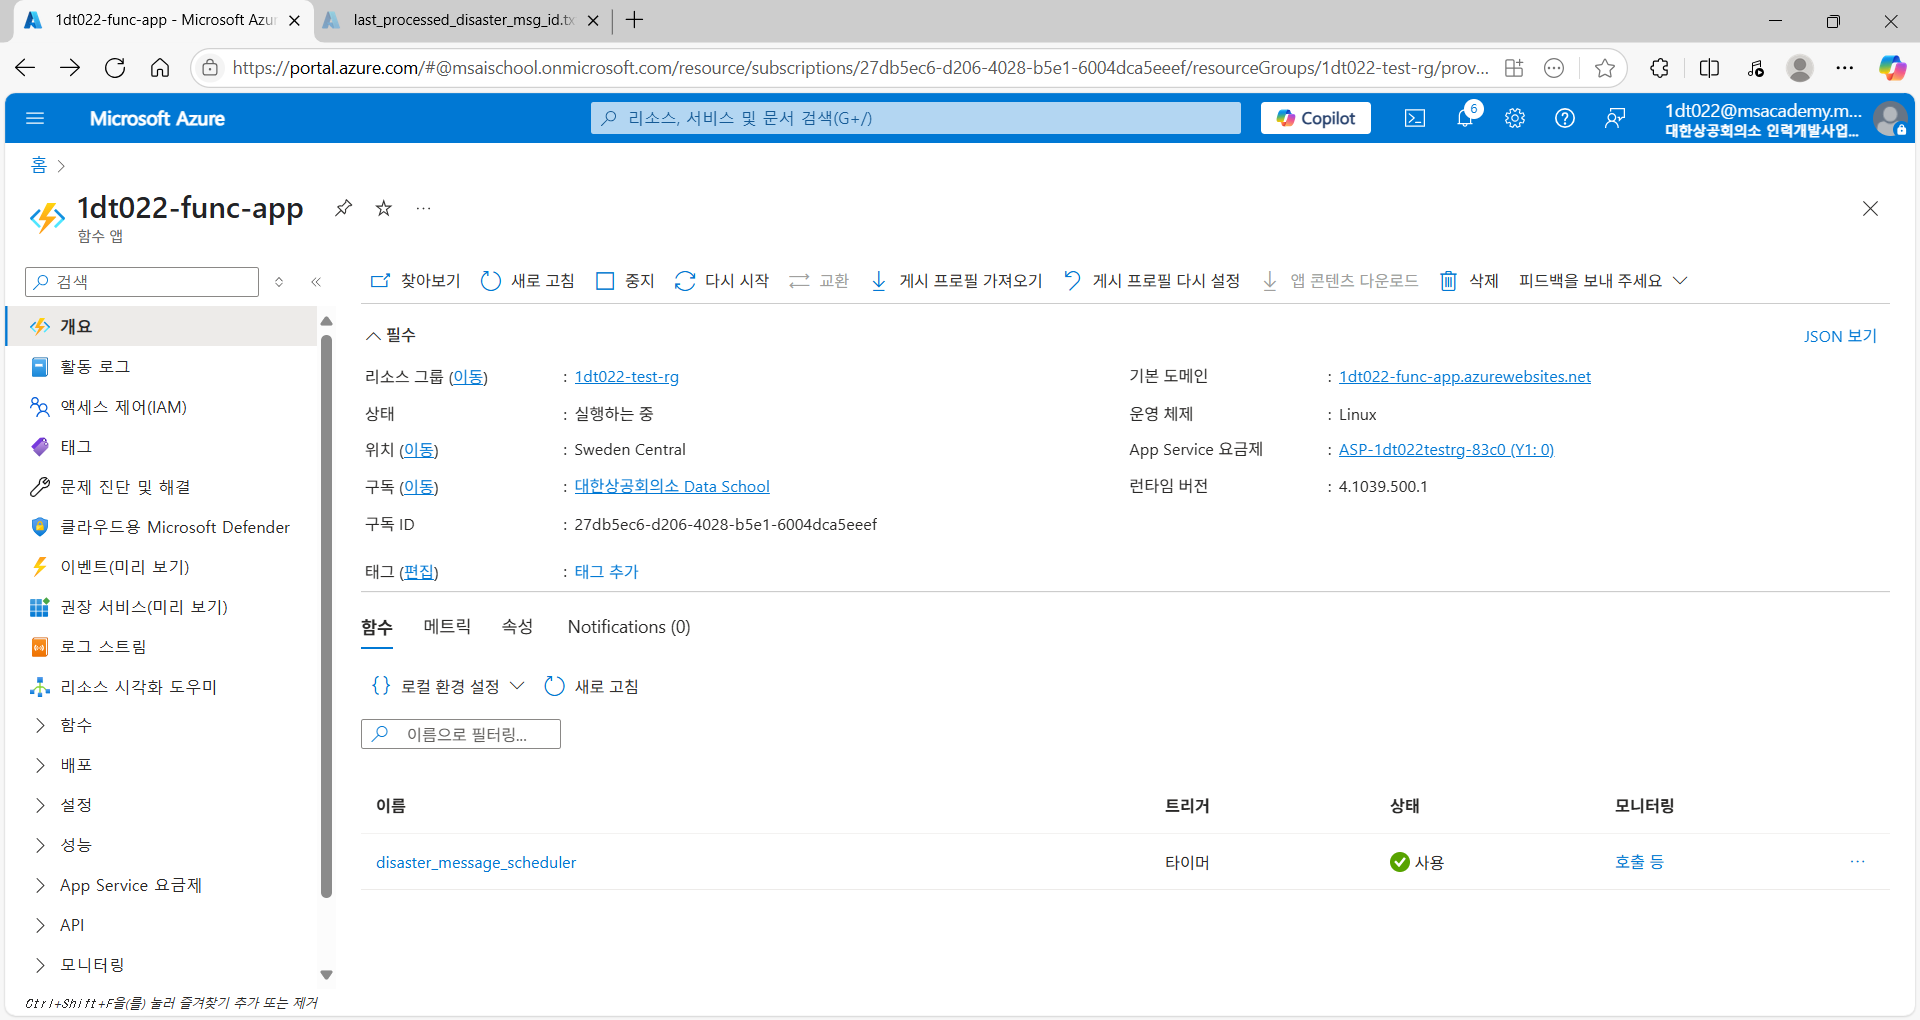 1dt022-func-app - Microsoft Azur
last_processed_disaster_msg_id.tx
https://portal.azure.com/#@msaischool.onmicrosoft.com/resource/subscriptions/27db5ec6-d206-4028-b5e1-6004dca5eeef/resourceGroups/1dt022-test-rg/prov...
Microsoft Azure
리소스, 서비스 및 문서 검색(G+/)
Copilot
6
1dt022@msacademy.m...
대한상공회의소 인력개발사업...
홈
1dt022-func-app
함수 앱
검색
찾아보기
새로 고침
중지
다시 시작
교환
게시 프로필 가져오기
게시 프로필 다시 설정
앱 콘텐츠 다운로드
삭제
피드백을 보내 주세요
개요
활동 로그
액세스 제어(IAM)
태그
문제 진단 및 해결
클라우드용 Microsoft Defender
이벤트(미리 보기)
권장 서비스(미리 보기)
로그 스트림
리소스 시각화 도우미
함수
배포
설정
성능
App Service 요금제
API
모니터링
Ctrl+Shift+F을(를) 눌러 즐겨찾기 추가 또는 제거
필수
JSON 보기
리소스 그룹 (이동) : 1dt022-test-rg
상태 : 실행하는 중
위치 (이동) : Sweden Central
구독 (이동) : 대한상공회의소 Data School
구독 ID : 27db5ec6-d206-4028-b5e1-6004dca5eeef
태그 (편집) : 태그 추가
기본 도메인 : 1dt022-func-app.azurewebsites.net
운영 체제 : Linux
App Service 요금제 : ASP-1dt022testrg-83c0 (Y1: 0)
런타임 버전 : 4.1039.500.1
함수
메트릭
속성
Notifications (0)
로컬 환경 설정
새로 고침
이름으로 필터링...
이름 트리거 상태 모니터링
disaster_message_scheduler 타이머 사용 호출 등